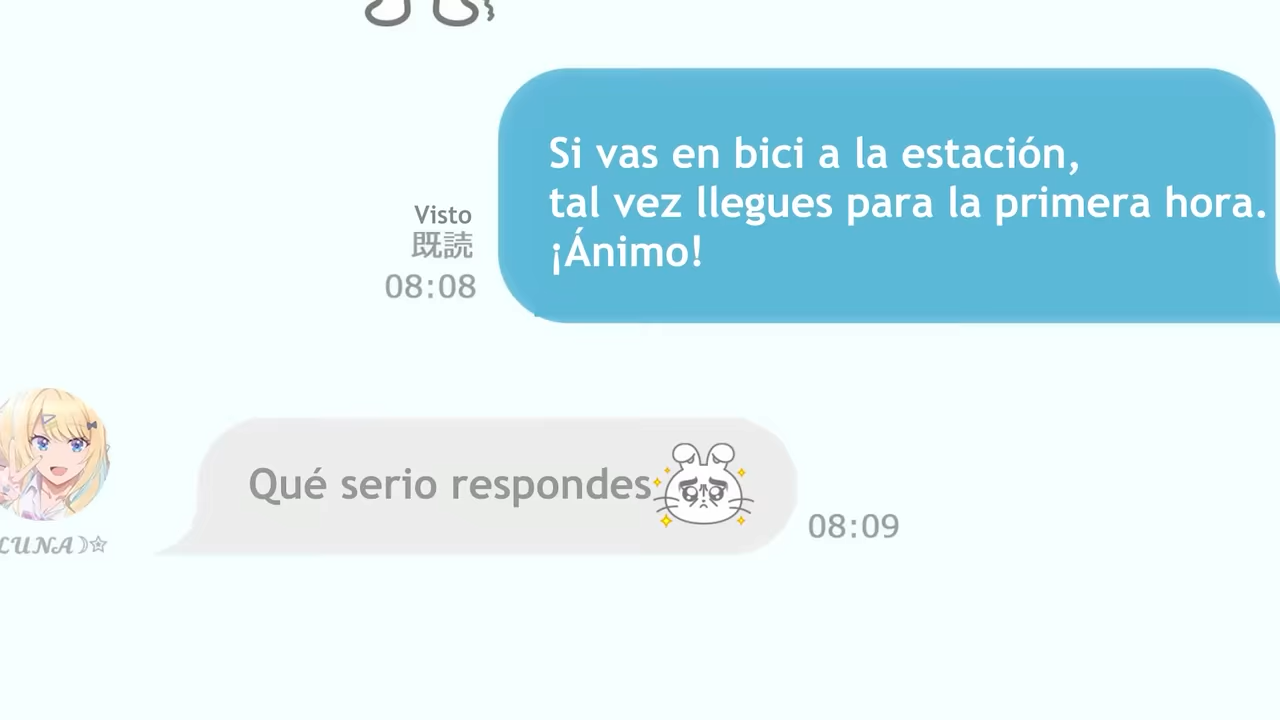 Si vas en bici a la estación,
tal vez llegues para la primera hora.
¡Ánimo!
Visto
既読
08:08
Qué serio respondes
08:09
LUNA☽☆